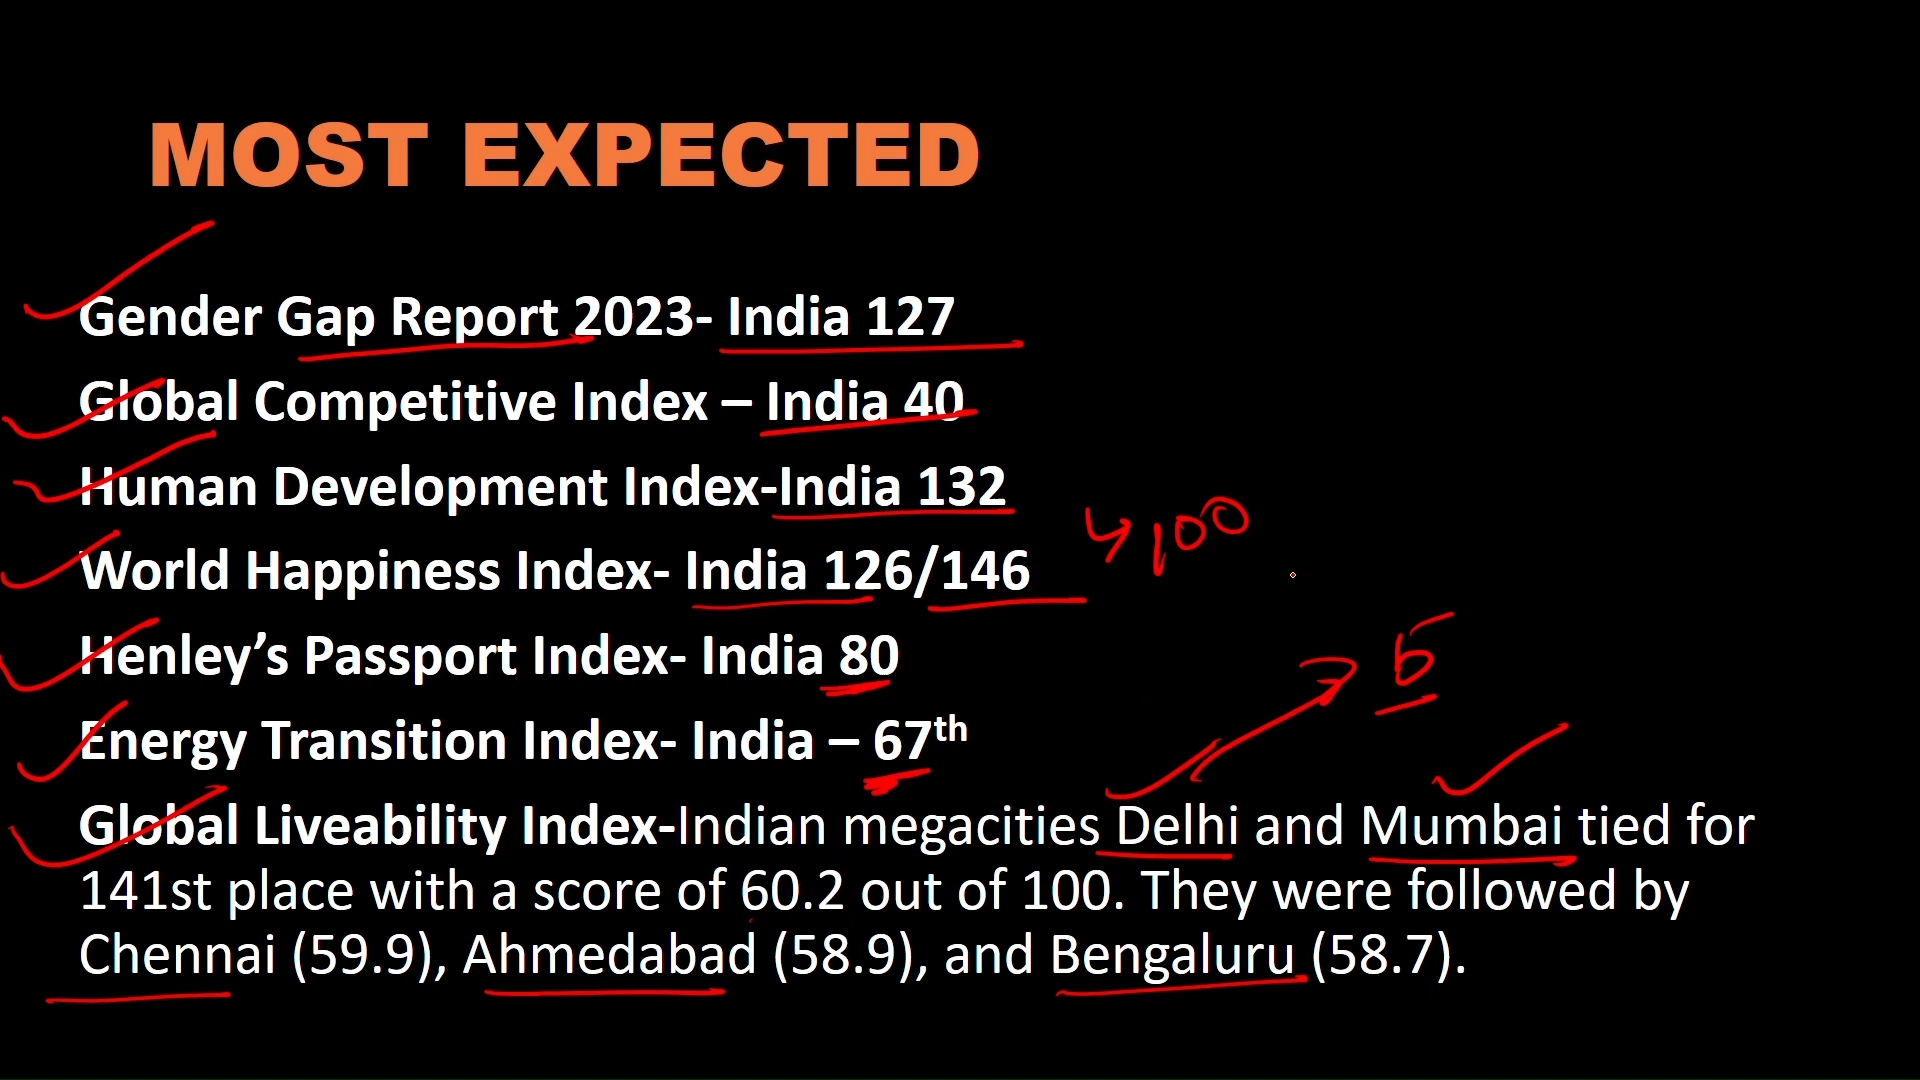 MOST EXPECTED
Gender Gap Report 2023- India 127
Global Competitive Index – India 40
Human Development Index-India 132
100
World Happiness Index- India 126/146
Henley’s Passport Index- India 80
5
Energy Transition Index- India – 67th
Global Liveability Index-Indian megacities Delhi and Mumbai tied for
141st place with a score of 60.2 out of 100. They were followed by
Chennai (59.9), Ahmedabad (58.9), and Bengaluru (58.7).